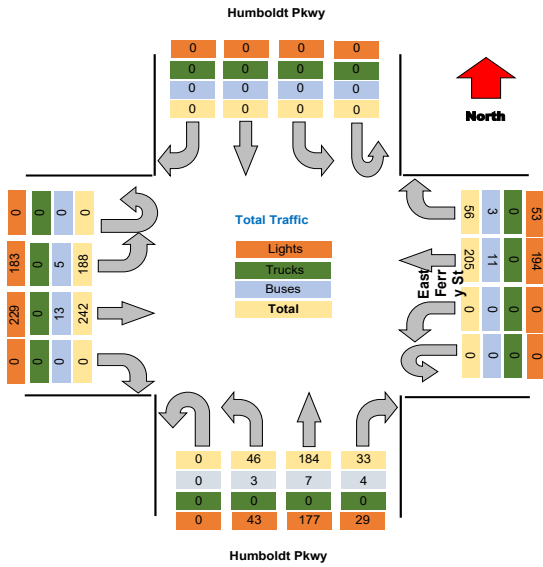 Humboldt Pkwy
0 0 0 0
0 0 0 0
0 0 0 0
0 0 0 0
North
0 0 0 0
183 0 5 188
229 0 13 242
0 0 0 0
Total Traffic
Lights
Trucks
Buses
Total
56 3 0 53
205 11 0 194
0 0 0 0
0 0 0 0
East
Ferr
y St
0 46 184 33
0 3 7 4
0 0 0 0
0 43 177 29
Humboldt Pkwy